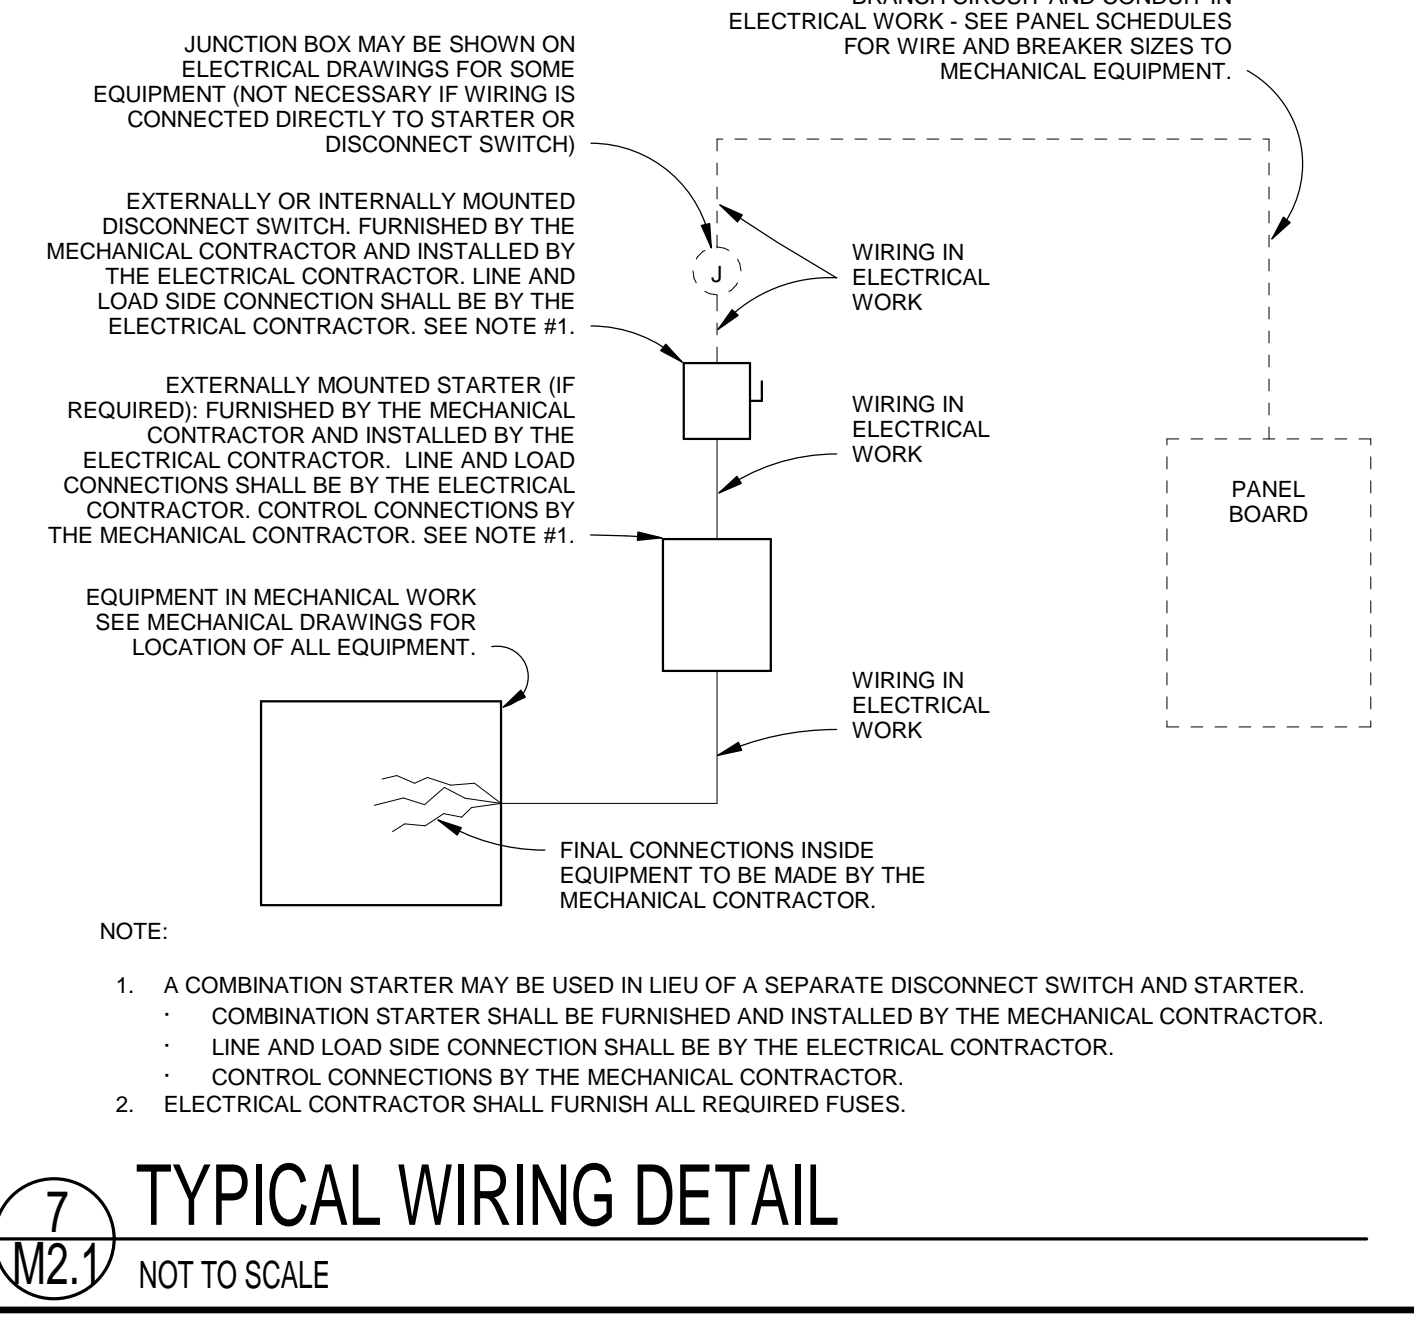 ELECTRICAL WORK - SEE PANEL SCHEDULES
FOR WIRE AND BREAKER SIZES TO
MECHANICAL EQUIPMENT.
JUNCTION BOX MAY BE SHOWN ON
ELECTRICAL DRAWINGS FOR SOME
EQUIPMENT (NOT NECESSARY IF WIRING IS
CONNECTED DIRECTLY TO STARTER OR
DISCONNECT SWITCH)
EXTERNALLY OR INTERNALLY MOUNTED
DISCONNECT SWITCH. FURNISHED BY THE
MECHANICAL CONTRACTOR AND INSTALLED BY
THE ELECTRICAL CONTRACTOR. LINE AND
LOAD SIDE CONNECTION SHALL BE BY THE
ELECTRICAL CONTRACTOR. SEE NOTE #1.
J
WIRING IN
ELECTRICAL
WORK
EXTERNALLY MOUNTED STARTER (IF
REQUIRED): FURNISHED BY THE MECHANICAL
CONTRACTOR AND INSTALLED BY THE
ELECTRICAL CONTRACTOR. LINE AND LOAD
CONNECTIONS SHALL BE BY THE ELECTRICAL
CONTRACTOR. CONTROL CONNECTIONS BY
THE MECHANICAL CONTRACTOR. SEE NOTE #1.
WIRING IN
ELECTRICAL
WORK
PANEL
BOARD
EQUIPMENT IN MECHANICAL WORK
SEE MECHANICAL DRAWINGS FOR
LOCATION OF ALL EQUIPMENT.
WIRING IN
ELECTRICAL
WORK
FINAL CONNECTIONS INSIDE
EQUIPMENT TO BE MADE BY THE
MECHANICAL CONTRACTOR.
NOTE:
1. A COMBINATION STARTER MAY BE USED IN LIEU OF A SEPARATE DISCONNECT SWITCH AND STARTER.
· COMBINATION STARTER SHALL BE FURNISHED AND INSTALLED BY THE MECHANICAL CONTRACTOR.
· LINE AND LOAD SIDE CONNECTION SHALL BE BY THE ELECTRICAL CONTRACTOR.
· CONTROL CONNECTIONS BY THE MECHANICAL CONTRACTOR.
2. ELECTRICAL CONTRACTOR SHALL FURNISH ALL REQUIRED FUSES.
7
M2.1
TYPICAL WIRING DETAIL
NOT TO SCALE